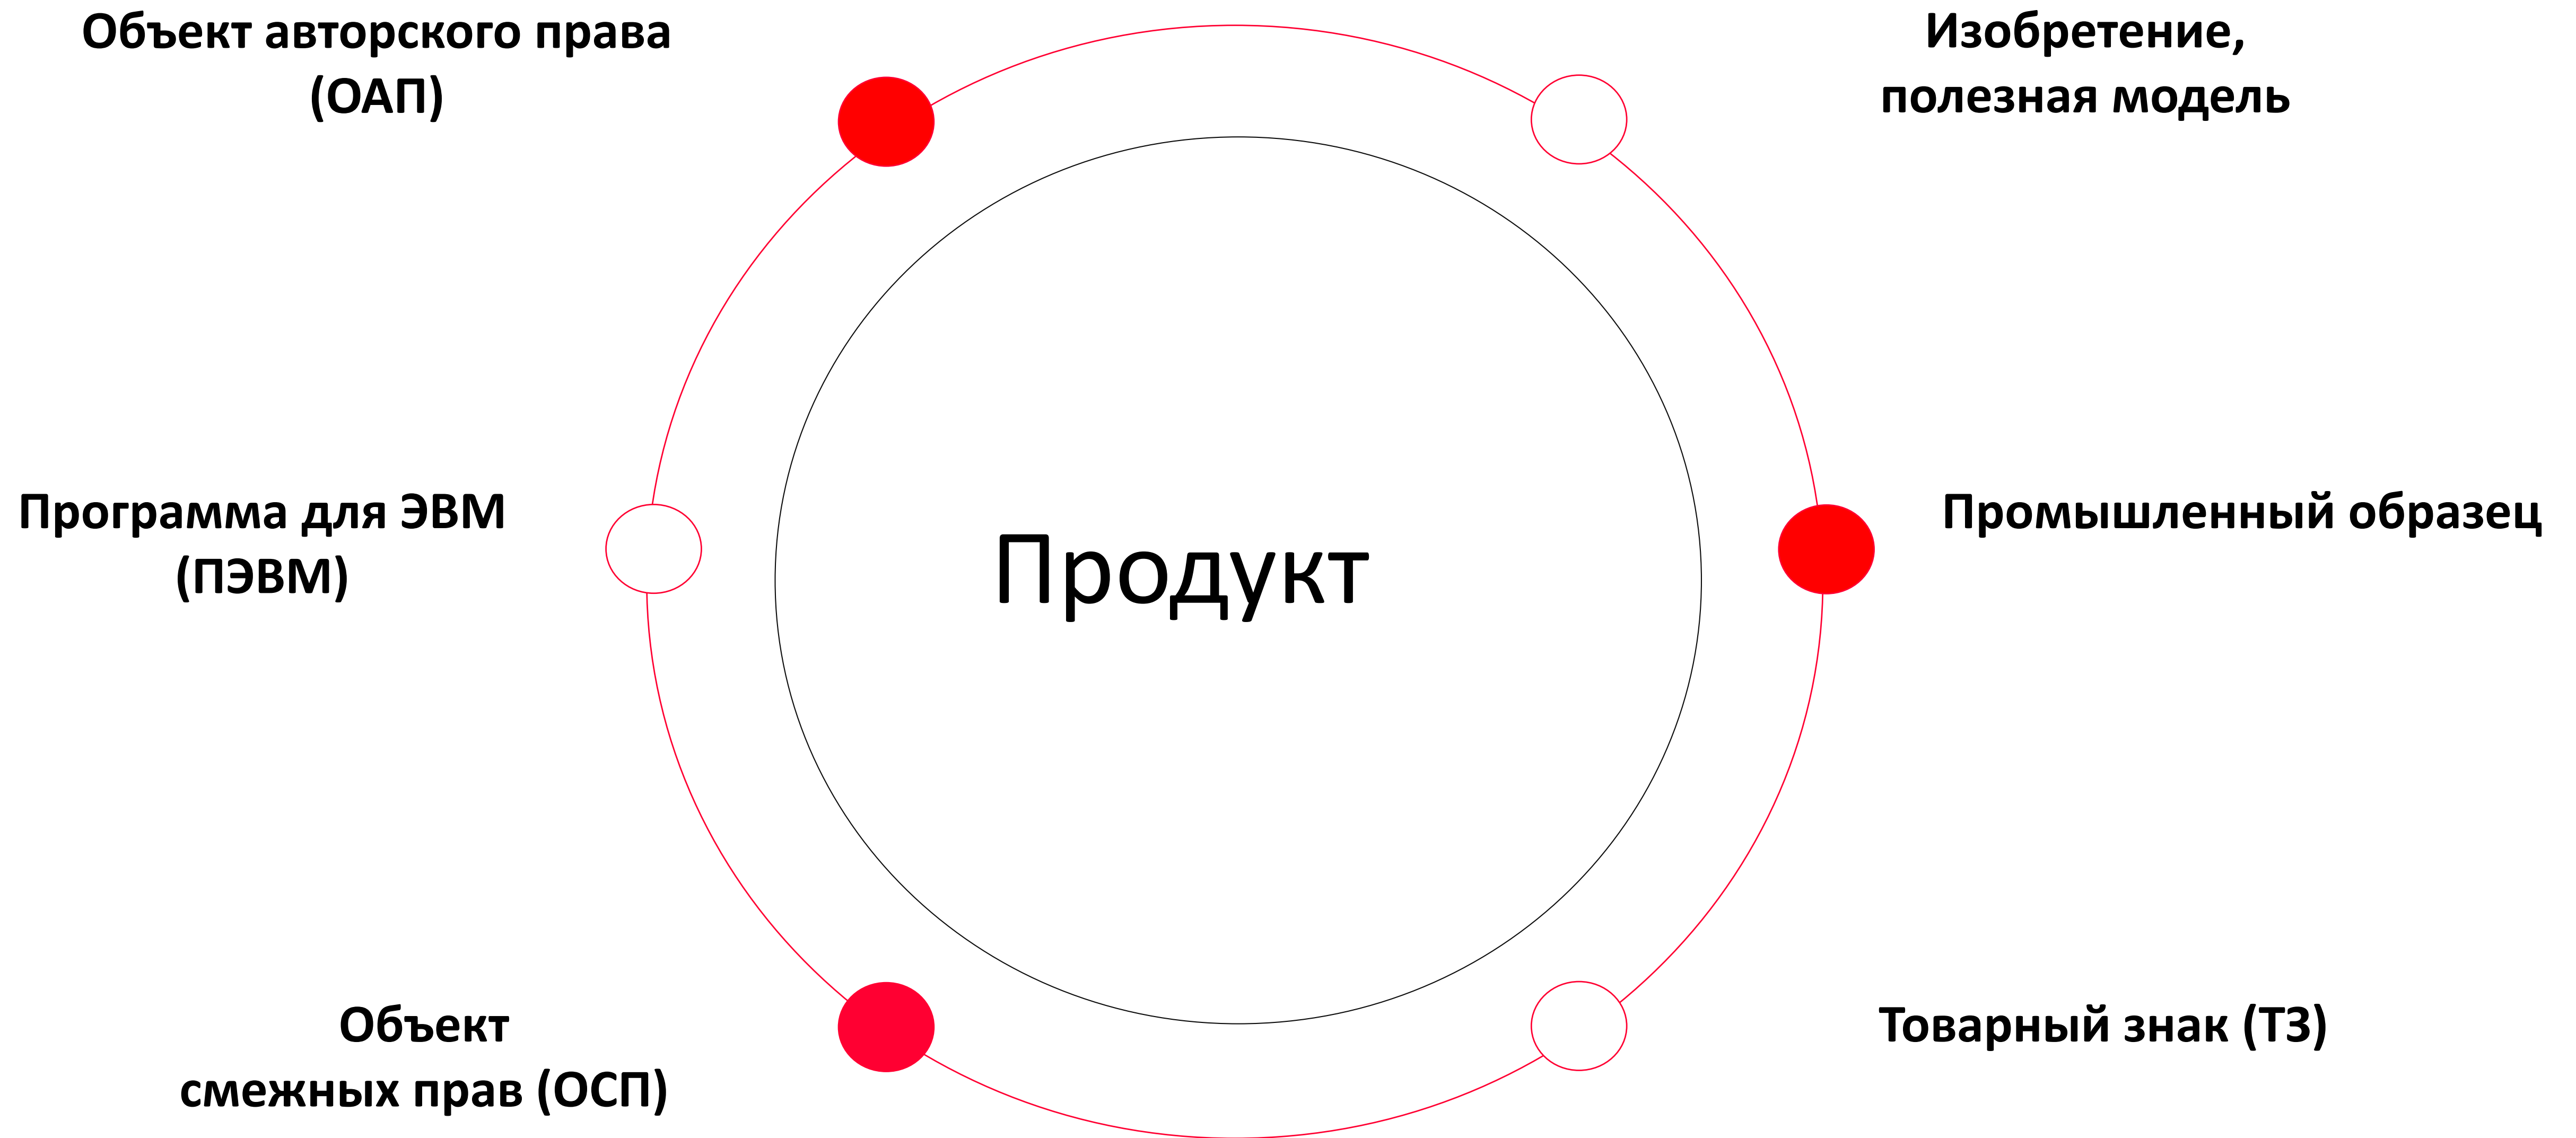 Объект авторского права
(ОАП)
Изобретение,
полезная модель
Программа для ЭВМ
(ПЭВМ)
Продукт
Промышленный образец
Объект
смежных прав (ОСП)
Товарный знак (ТЗ)